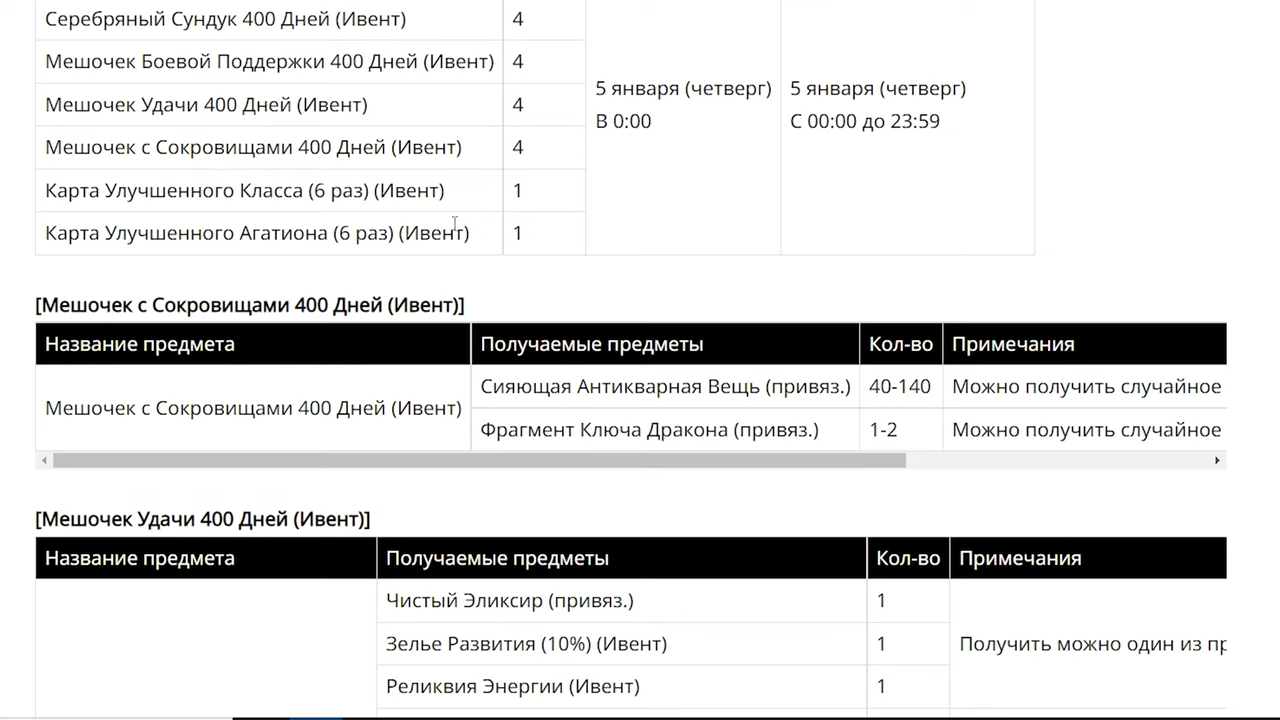 Серебряный Сундук 400 Дней (Ивент) 4
Мешочек Боевой Поддержки 400 Дней (Ивент) 4
Мешочек Удачи 400 Дней (Ивент) 4
5 января (четверг) 5 января (четверг)
В 0:00 С 00:00 до 23:59
Мешочек с Сокровищами 400 Дней (Ивент) 4
Карта Улучшенного Класса (6 раз) (Ивент) 1
Карта Улучшенного Агатиона (6 раз) (Ивент) 1
[Мешочек с Сокровищами 400 Дней (Ивент)]
Название предмета Получаемые предметы Кол-во Примечания
Мешочек с Сокровищами 400 Дней (Ивент)
Сияющая Антикварная Вещь (привяз.) 40-140 Можно получить случайное
Фрагмент Ключа Дракона (привяз.) 1-2 Можно получить случайное
[Мешочек Удачи 400 Дней (Ивент)]
Название предмета Получаемые предметы Кол-во Примечания
Чистый Эликсир (привяз.) 1
Зелье Развития (10%) (Ивент) 1 Получить можно один из пр
Реликвия Энергии (Ивент) 1